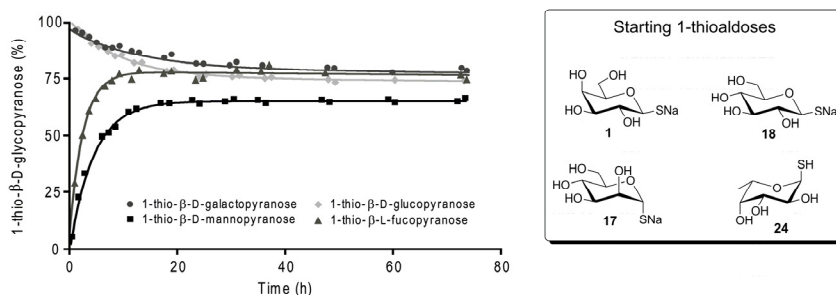 100
75
50
25
0
1-thio-β-D-glycopyranose (%)
1-thio-β-D-galactopyranose
1-thio-β-D-glucopyranose
1-thio-β-D-mannopyranose
1-thio-β-L-fucopyranose
0
20
40
60
80
Time (h)
Starting 1-thioaldoses
OH
OH
O
HO
SNa
OH
1
HO
O
HO
HO
SNa
OH
18
HO
OH
O
HO
HO
SNa
17
SH
O
OH
OH
HO
24